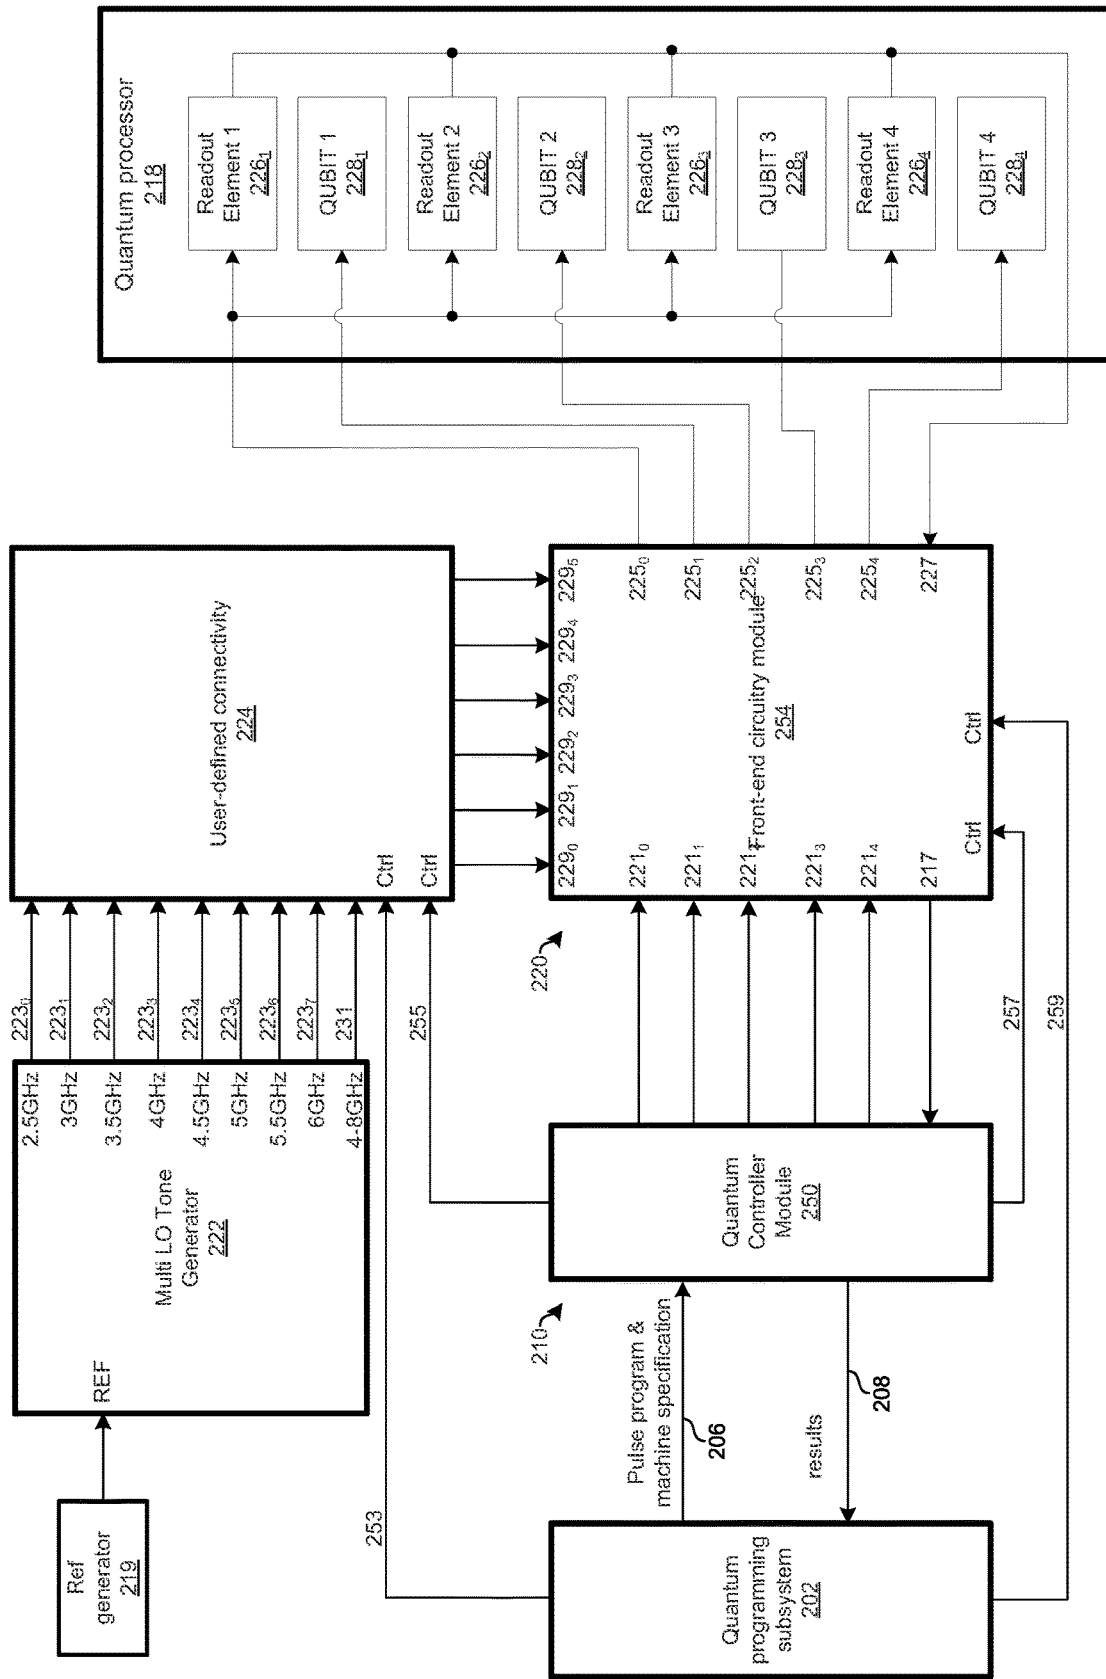 Ref
generator
219
REF
Multi LO Tone
Generator
222
2.5GHz
3GHz
3.5GHz
4GHz
4.5GHz
5GHz
5.5GHz
6GHz
4-8GHz
223₀
223₁
223₂
223₃
223₄
223₅
223₆
223₇
231
User-defined connectivity
224
Ctrl
Ctrl
253
255
Quantum
programming
subsystem
202
Pulse program &
machine specification
206
results
208
210
Quantum
Controller
Module
250
257
259
220
229₀
229₁
229₂
229₃
229₄
229₅
221₀
221₁
221₂
221₃
221₄
217
Front-end circuitry module
254
Ctrl
Ctrl
225₀
225₁
225₂
225₃
225₄
227
Quantum processor
218
Readout
Element 1
226₁
QUBIT 1
228₁
Readout
Element 2
226₂
QUBIT 2
228₂
Readout
Element 3
226₃
QUBIT 3
228₃
Readout
Element 4
226₄
QUBIT 4
228₄